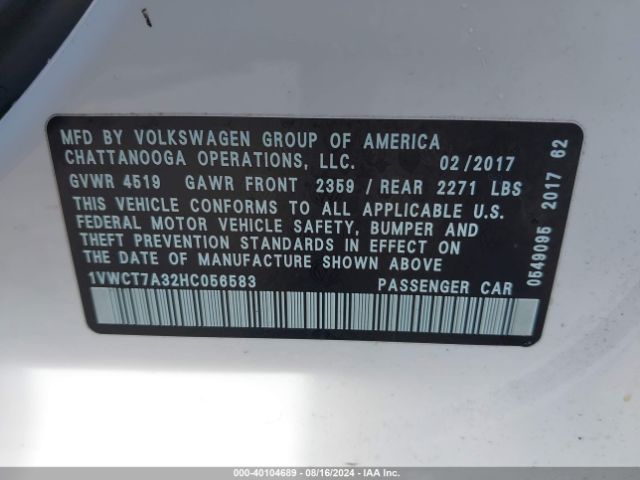 MFD BY VOLKSWAGEN GROUP OF AMERICA
CHATTANOOGA OPERATIONS, LLC. 02/2017
GVWR 4519 GAWR FRONT 2359 / REAR 2271 LBS
THIS VEHICLE CONFORMS TO ALL APPLICABLE U.S.
FEDERAL MOTOR VEHICLE SAFETY, BUMPER AND
THEFT PREVENTION STANDARDS IN EFFECT ON
THE DATE OF MANUFACTURE SHOWN ABOVE.
1VWCT7A32HC056583 PASSENGER CAR
0549095 2017 62
000-40104689 - 08/16/2024 - IAAI.com